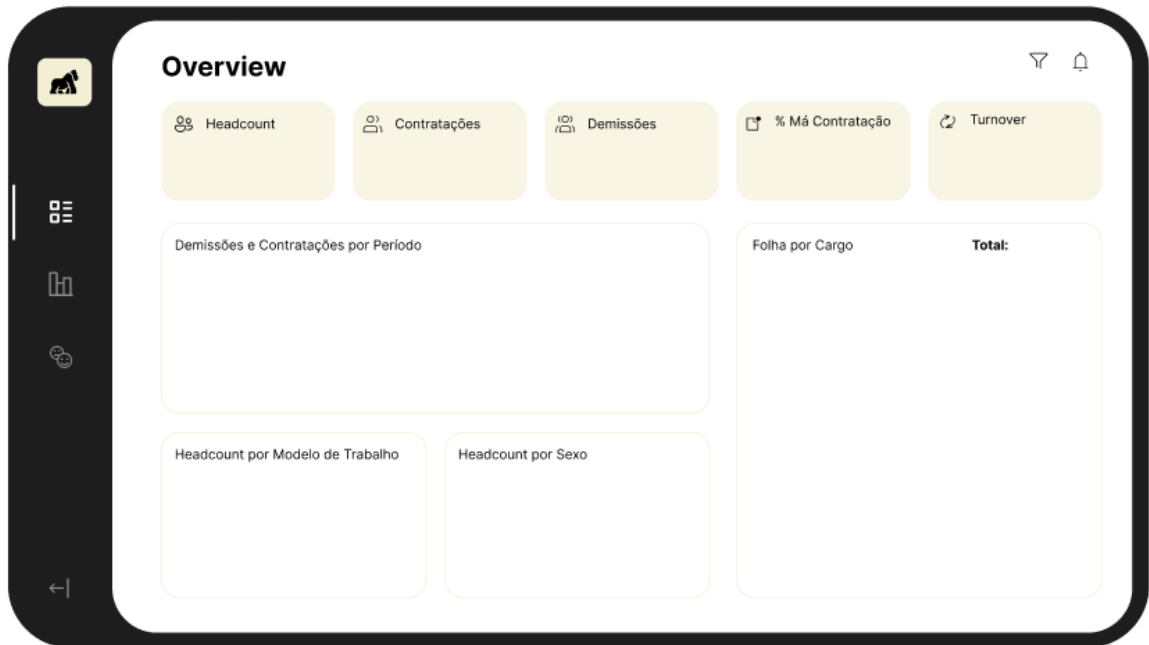 Overview
Headcount
Contratações
Demissões
% Má Contratação
Turnover
Demissões e Contratações por Período
Folha por Cargo
Total:
Headcount por Modelo de Trabalho
Headcount por Sexo